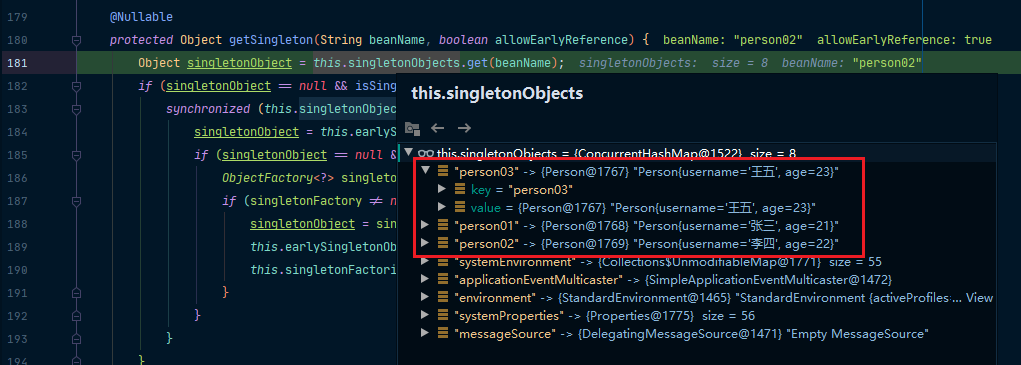 179 @Nullable
180 protected Object getSingleton(String beanName, boolean allowEarlyReference) { beanName: "person02" allowEarlyReference: true
181 Object singletonObject = this.singletonObjects.get(beanName); singletonObjects: size = 8 beanName: "person02"
182 if (singletonObject == null && isSing
183 synchronized (this.singletonObjec
184 singletonObject = this.earlyS
185 if (singletonObject == null &
186 ObjectFactory<?> singleto
187 if (singletonFactory ≠ n
188 singletonObject = sin
189 this.earlySingletonOb
190 this.singletonFactori
191 }
192 }
193 }
194 }
this.singletonObjects
this.singletonObjects = {ConcurrentHashMap@1522} size = 8
"person03" -> {Person@1767} "Person{username='王五', age=23}"
key = "person03"
value = {Person@1767} "Person{username='王五', age=23}"
"person01" -> {Person@1768} "Person{username='张三', age=21}"
"person02" -> {Person@1769} "Person{username='李四', age=22}"
"systemEnvironment" -> {Collections$UnmodifiableMap@1771} size = 55
"applicationEventMulticaster" -> {SimpleApplicationEventMulticaster@1472}
"environment" -> {StandardEnvironment@1465} "StandardEnvironment {activeProfiles… View
"systemProperties" -> {Properties@1775} size = 56
"messageSource" -> {DelegatingMessageSource@1471} "Empty MessageSource"